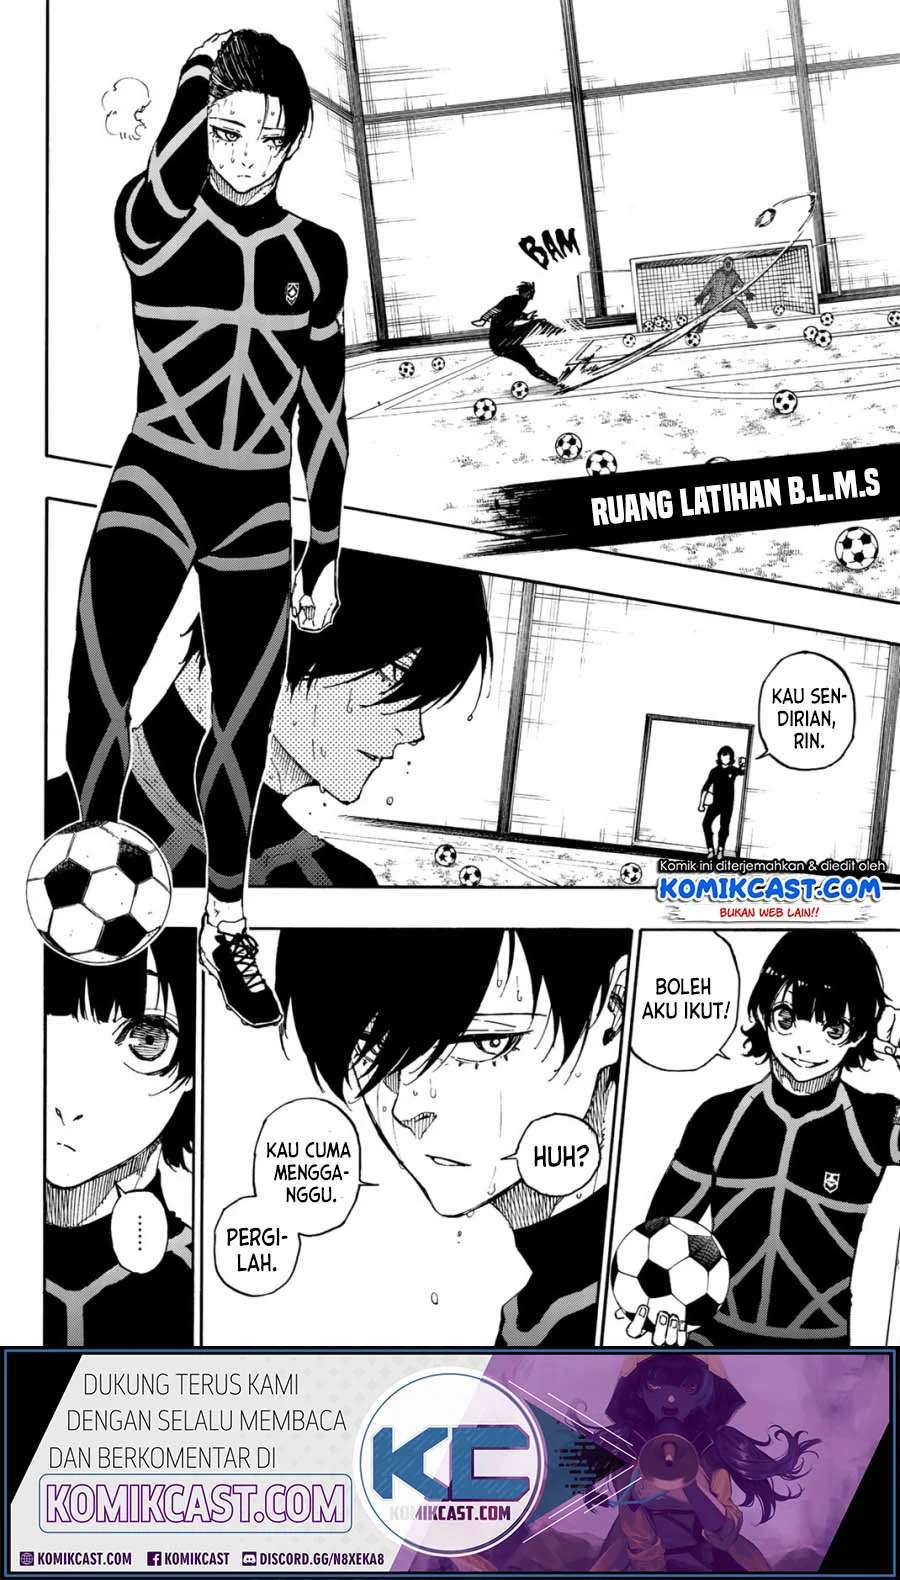 BAM
RUANG LATIHAN B.L.M.S
KAU SEN-
DIRIAN,
RIN.
Komik ini diterjemahkan & diedit oleh
KOMIKCAST.COM
BUKAN WEB LAIN!!
BOLEH
AKU IKUT!
HUH?
KAU CUMA
MENGGA-
NGGU.
PERGI-
LAH.
......
DUKUNG TERUS KAMI
DENGAN SELALU MEMBACA
DAN BERKOMENTAR DI
KOMIKCAST.COM
KC
KOMIKCAST.COM
KOMIKCAST.COM
KOMIKCAST
DISCORD.GG/N8XEKA8